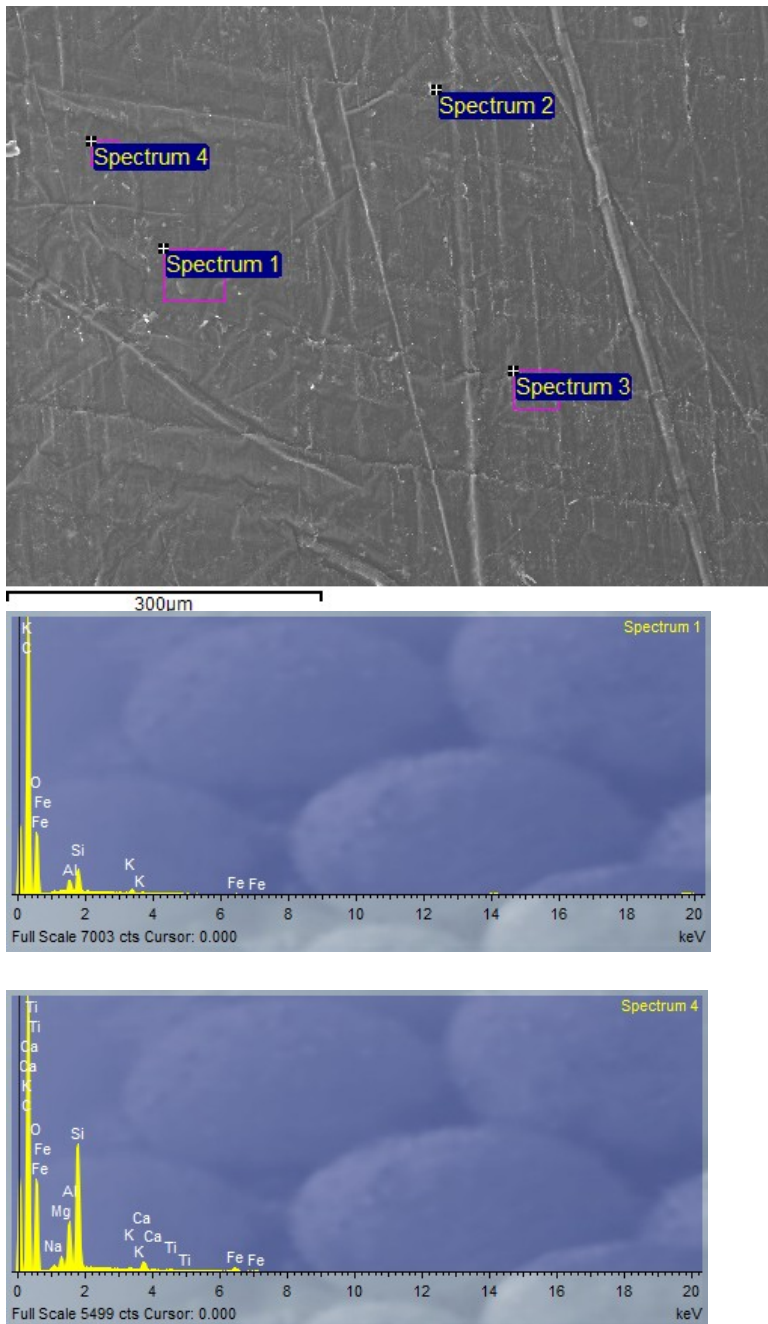 Spectrum 2
Spectrum 4
Spectrum 1
Spectrum 3
300µm
Spectrum 1
K
C
O
Fe
Fe
Si
Al
K
K
Fe Fe
0 2 4 6 8 10 12 14 16 18 20
Full Scale 7003 cts Cursor: 0.000 keV
Spectrum 4
Ti
Ti
Ca
Ca
K
C
O
Si
Fe
Fe
Al
Mg
Ca
Na
K
Ca
K
Ti
Ti
Fe Fe
0 2 4 6 8 10 12 14 16 18 20
Full Scale 5499 cts Cursor: 0.000 keV